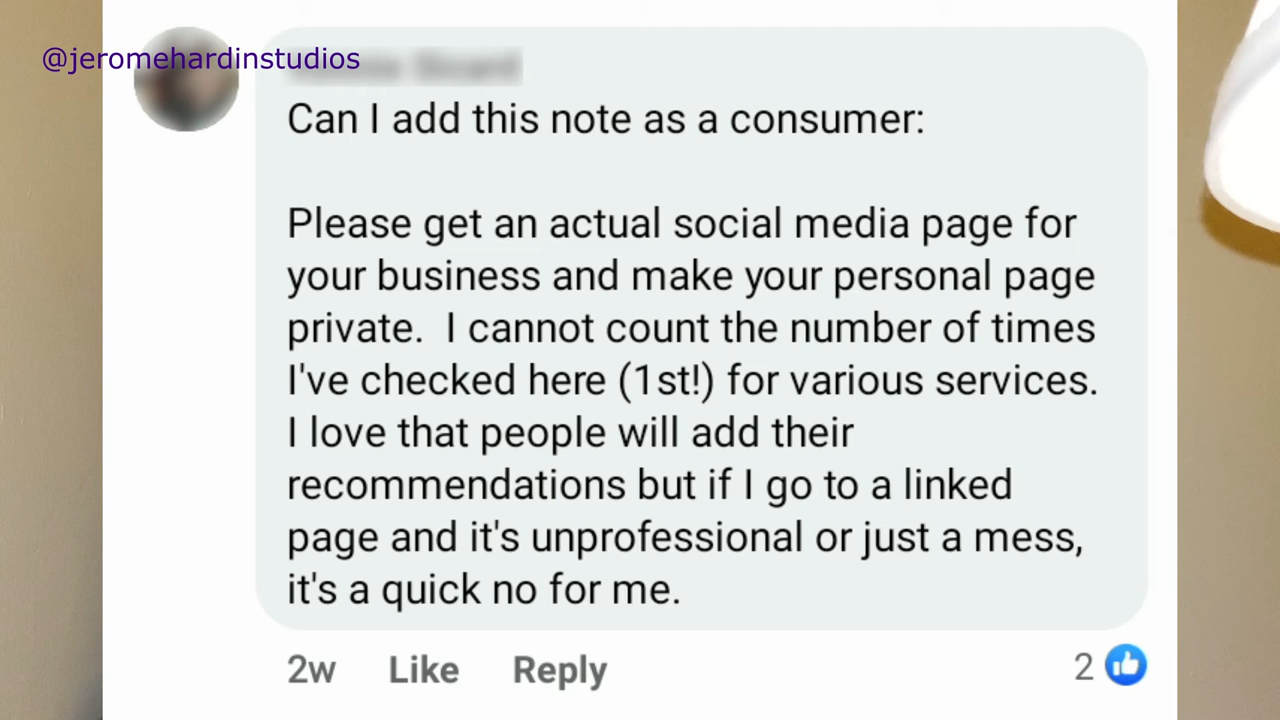 @jeromehardinstudios
Can I add this note as a consumer:
Please get an actual social media page for
your business and make your personal page
private.  I cannot count the number of times
I've checked here (1st!) for various services.
I love that people will add their
recommendations but if I go to a linked
page and it's unprofessional or just a mess,
it's a quick no for me.
2w Like Reply 2